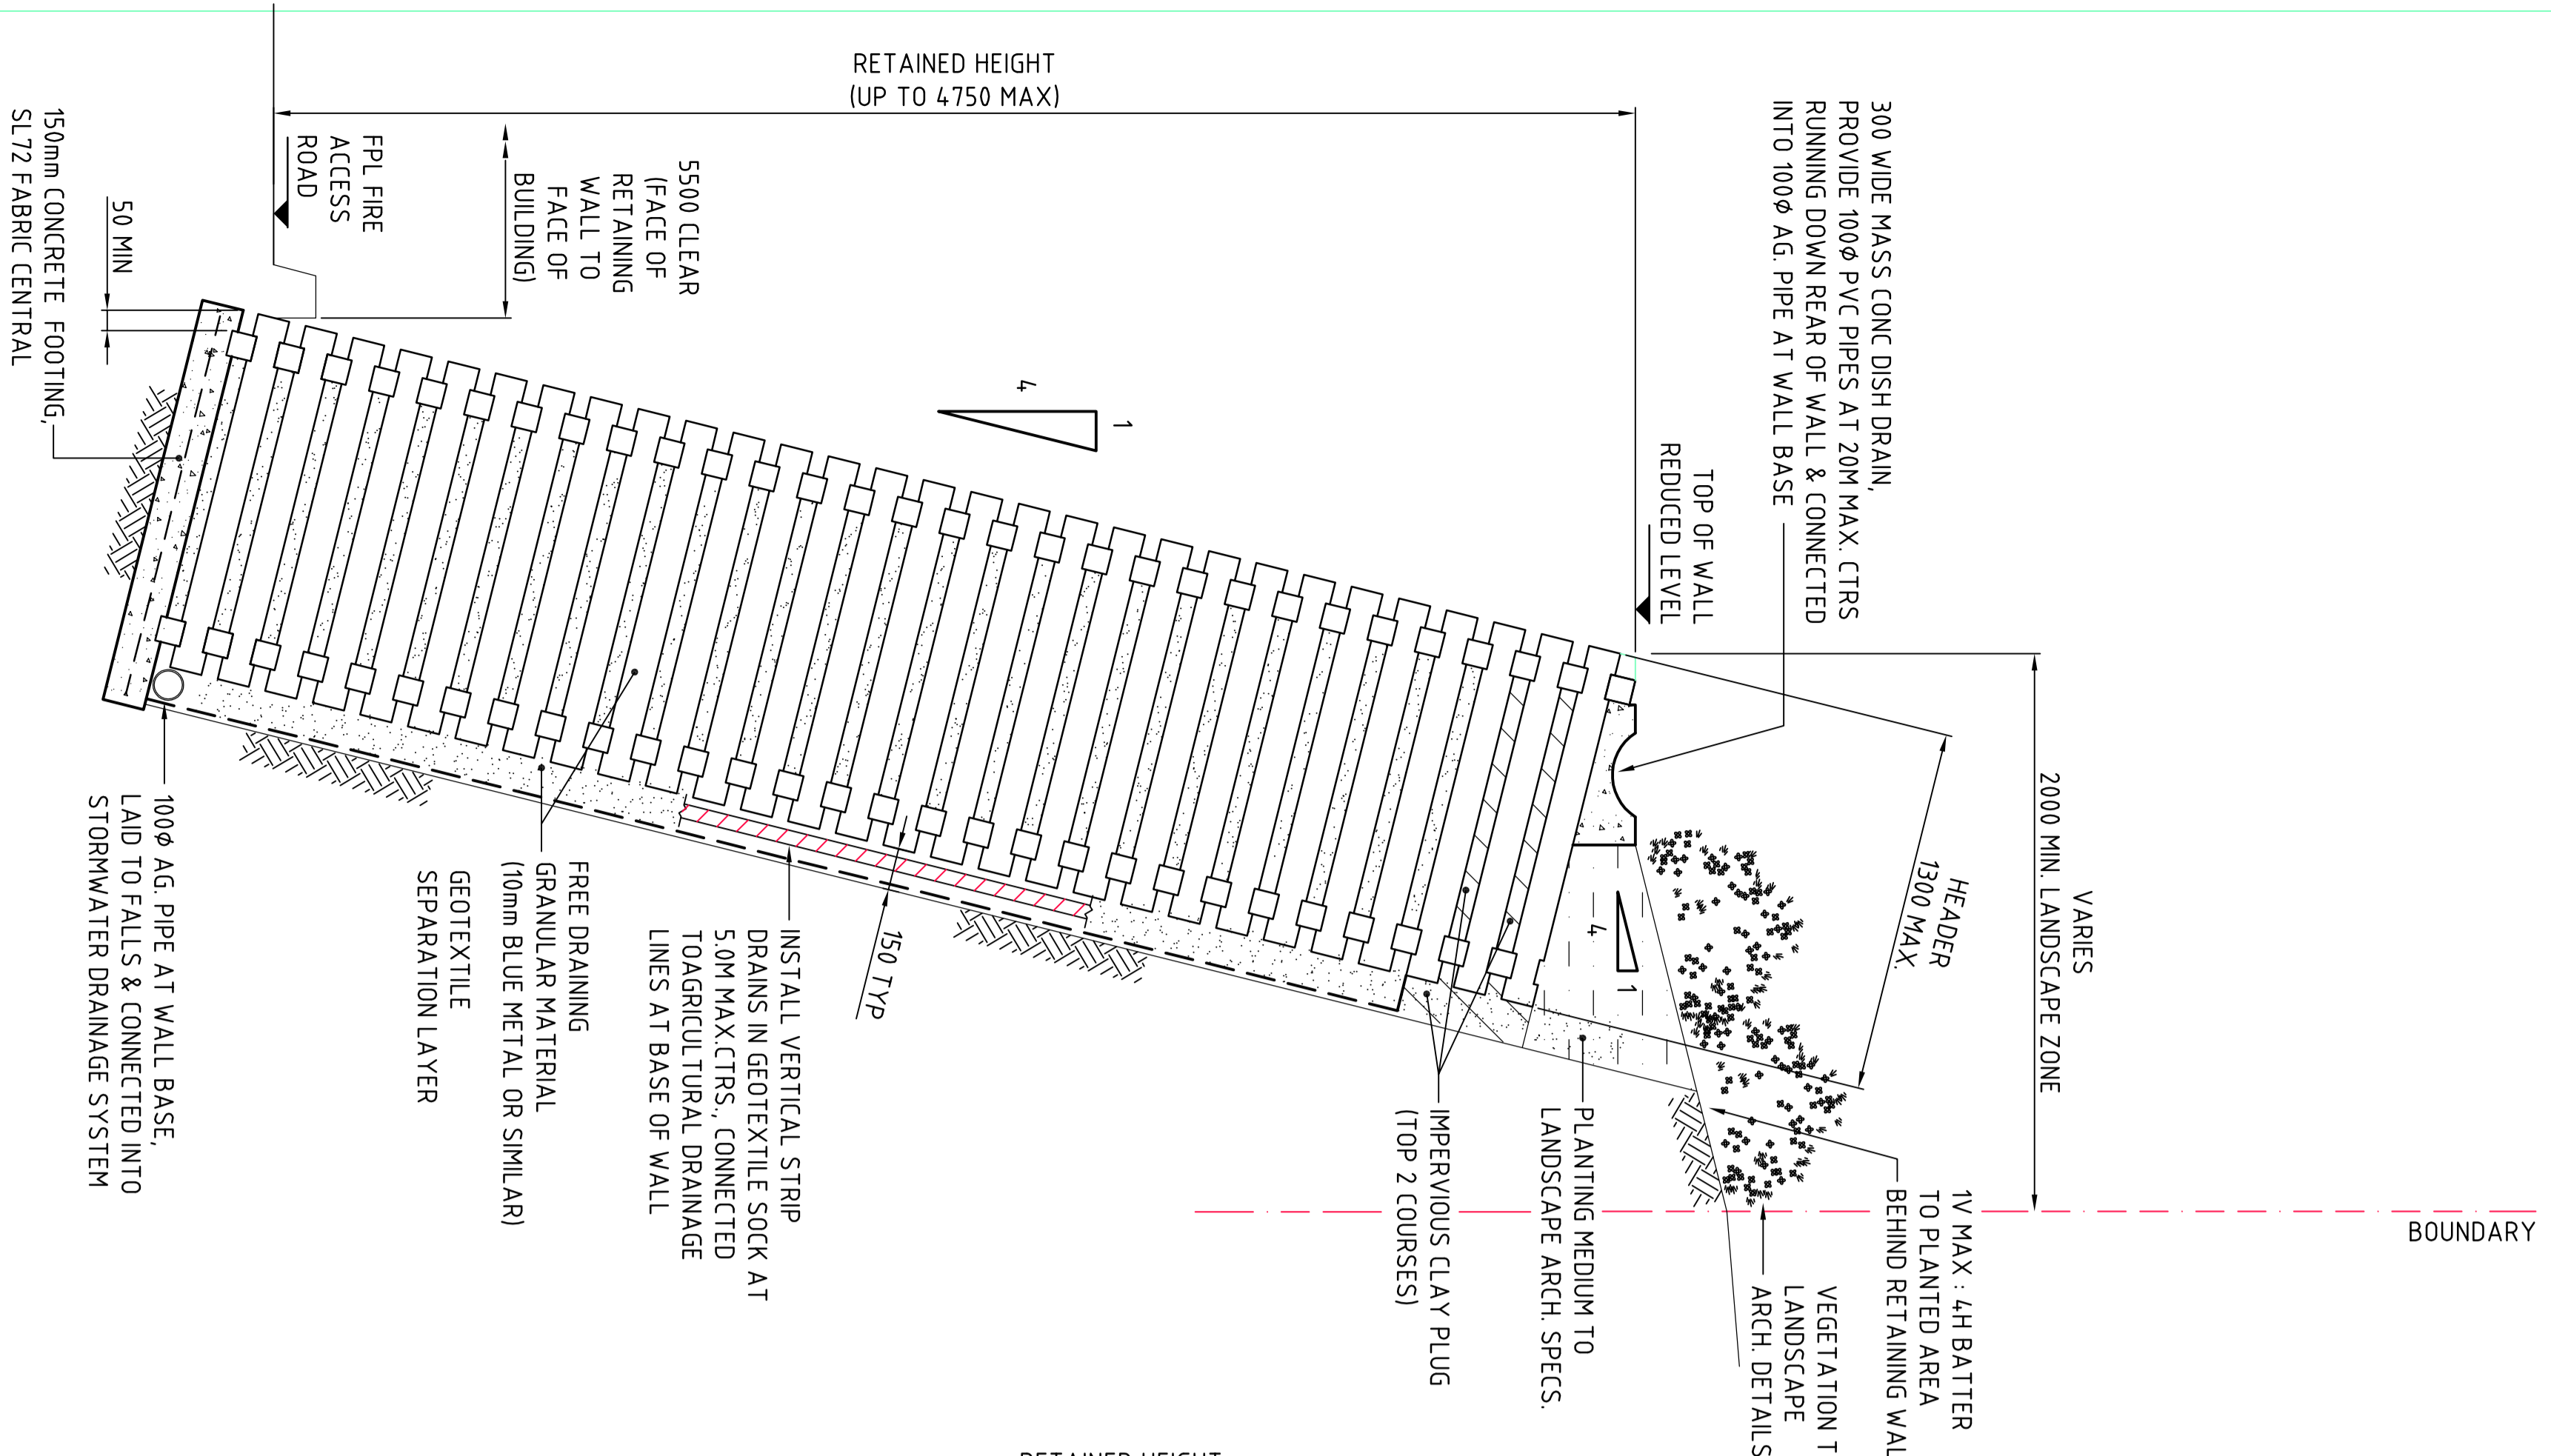 RETAINED HEIGHT
(UP TO 4750 MAX)
300 WIDE MASS CONC DISH DRAIN,
PROVIDE 100Ø PVC PIPES AT 20M MAX. CTRS
RUNNING DOWN REAR OF WALL & CONNECTED
INTO 100Ø AG. PIPE AT WALL BASE
TOP OF WALL
REDUCED LEVEL
5500 CLEAR
(FACE OF
RETAINING
WALL TO
FACE OF
BUILDING)
FPL FIRE
ACCESS
ROAD
50 MIN
150mm CONCRETE FOOTING,
SL72 FABRIC CENTRAL
4
1
VARIES
2000 MIN. LANDSCAPE ZONE
HEADER
1300 MAX.
4
1
BOUNDARY
1V MAX : 4H BATTER
TO PLANTED AREA
BEHIND RETAINING WAL
VEGETATION T
LANDSCAPE
ARCH. DETAILS
PLANTING MEDIUM TO
LANDSCAPE ARCH. SPECS.
IMPERVIOUS CLAY PLUG
(TOP 2 COURSES)
150 TYP
INSTALL VERTICAL STRIP
DRAINS IN GEOTEXTILE SOCK AT
5.0M MAX.CTRS., CONNECTED
TOAGRICULTURAL DRAINAGE
LINES AT BASE OF WALL
FREE DRAINING
GRANULAR MATERIAL
(10mm BLUE METAL OR SIMILAR)
GEOTEXTILE
SEPARATION LAYER
100Ø AG. PIPE AT WALL BASE,
LAID TO FALLS & CONNECTED INTO
STORMWATER DRAINAGE SYSTEM
RETAINED HEIGHT